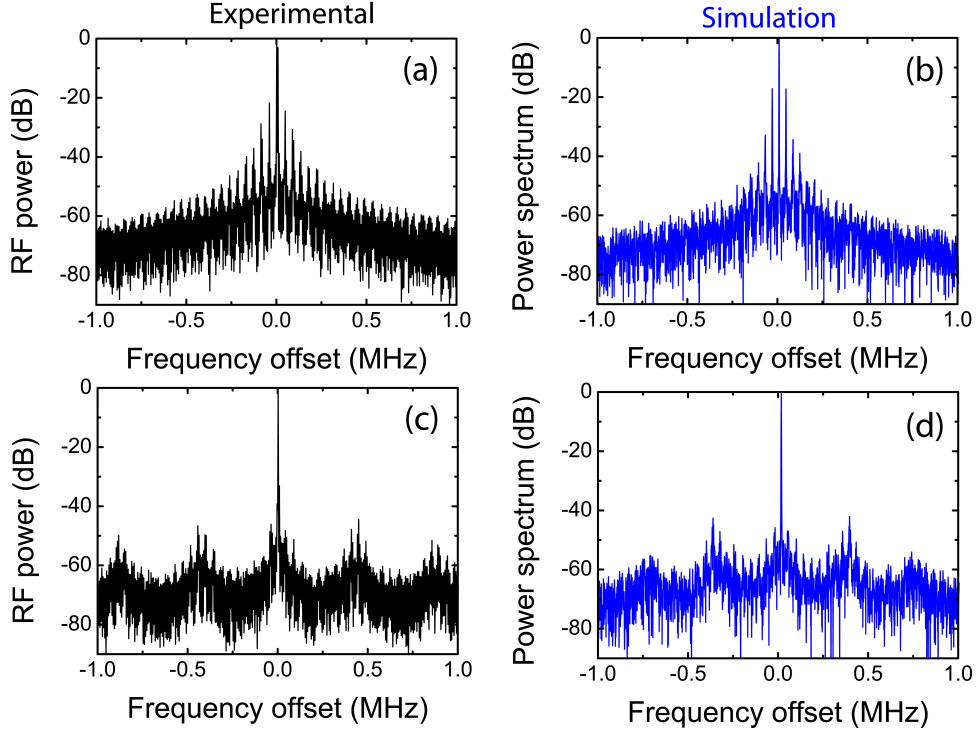 Experimental
Simulation
(a)
RF power (dB)
0
-20
-40
-60
-80
-1.0 -0.5 0.0 0.5 1.0
Frequency offset (MHz)
(b)
Power spectrum (dB)
0
-20
-40
-60
-80
-1.0 -0.5 0.0 0.5 1.0
Frequency offset (MHz)
(c)
RF power (dB)
0
-20
-40
-60
-80
-1.0 -0.5 0.0 0.5 1.0
Frequency offset (MHz)
(d)
Power spectrum (dB)
0
-20
-40
-60
-80
-1.0 -0.5 0.0 0.5 1.0
Frequency offset (MHz)